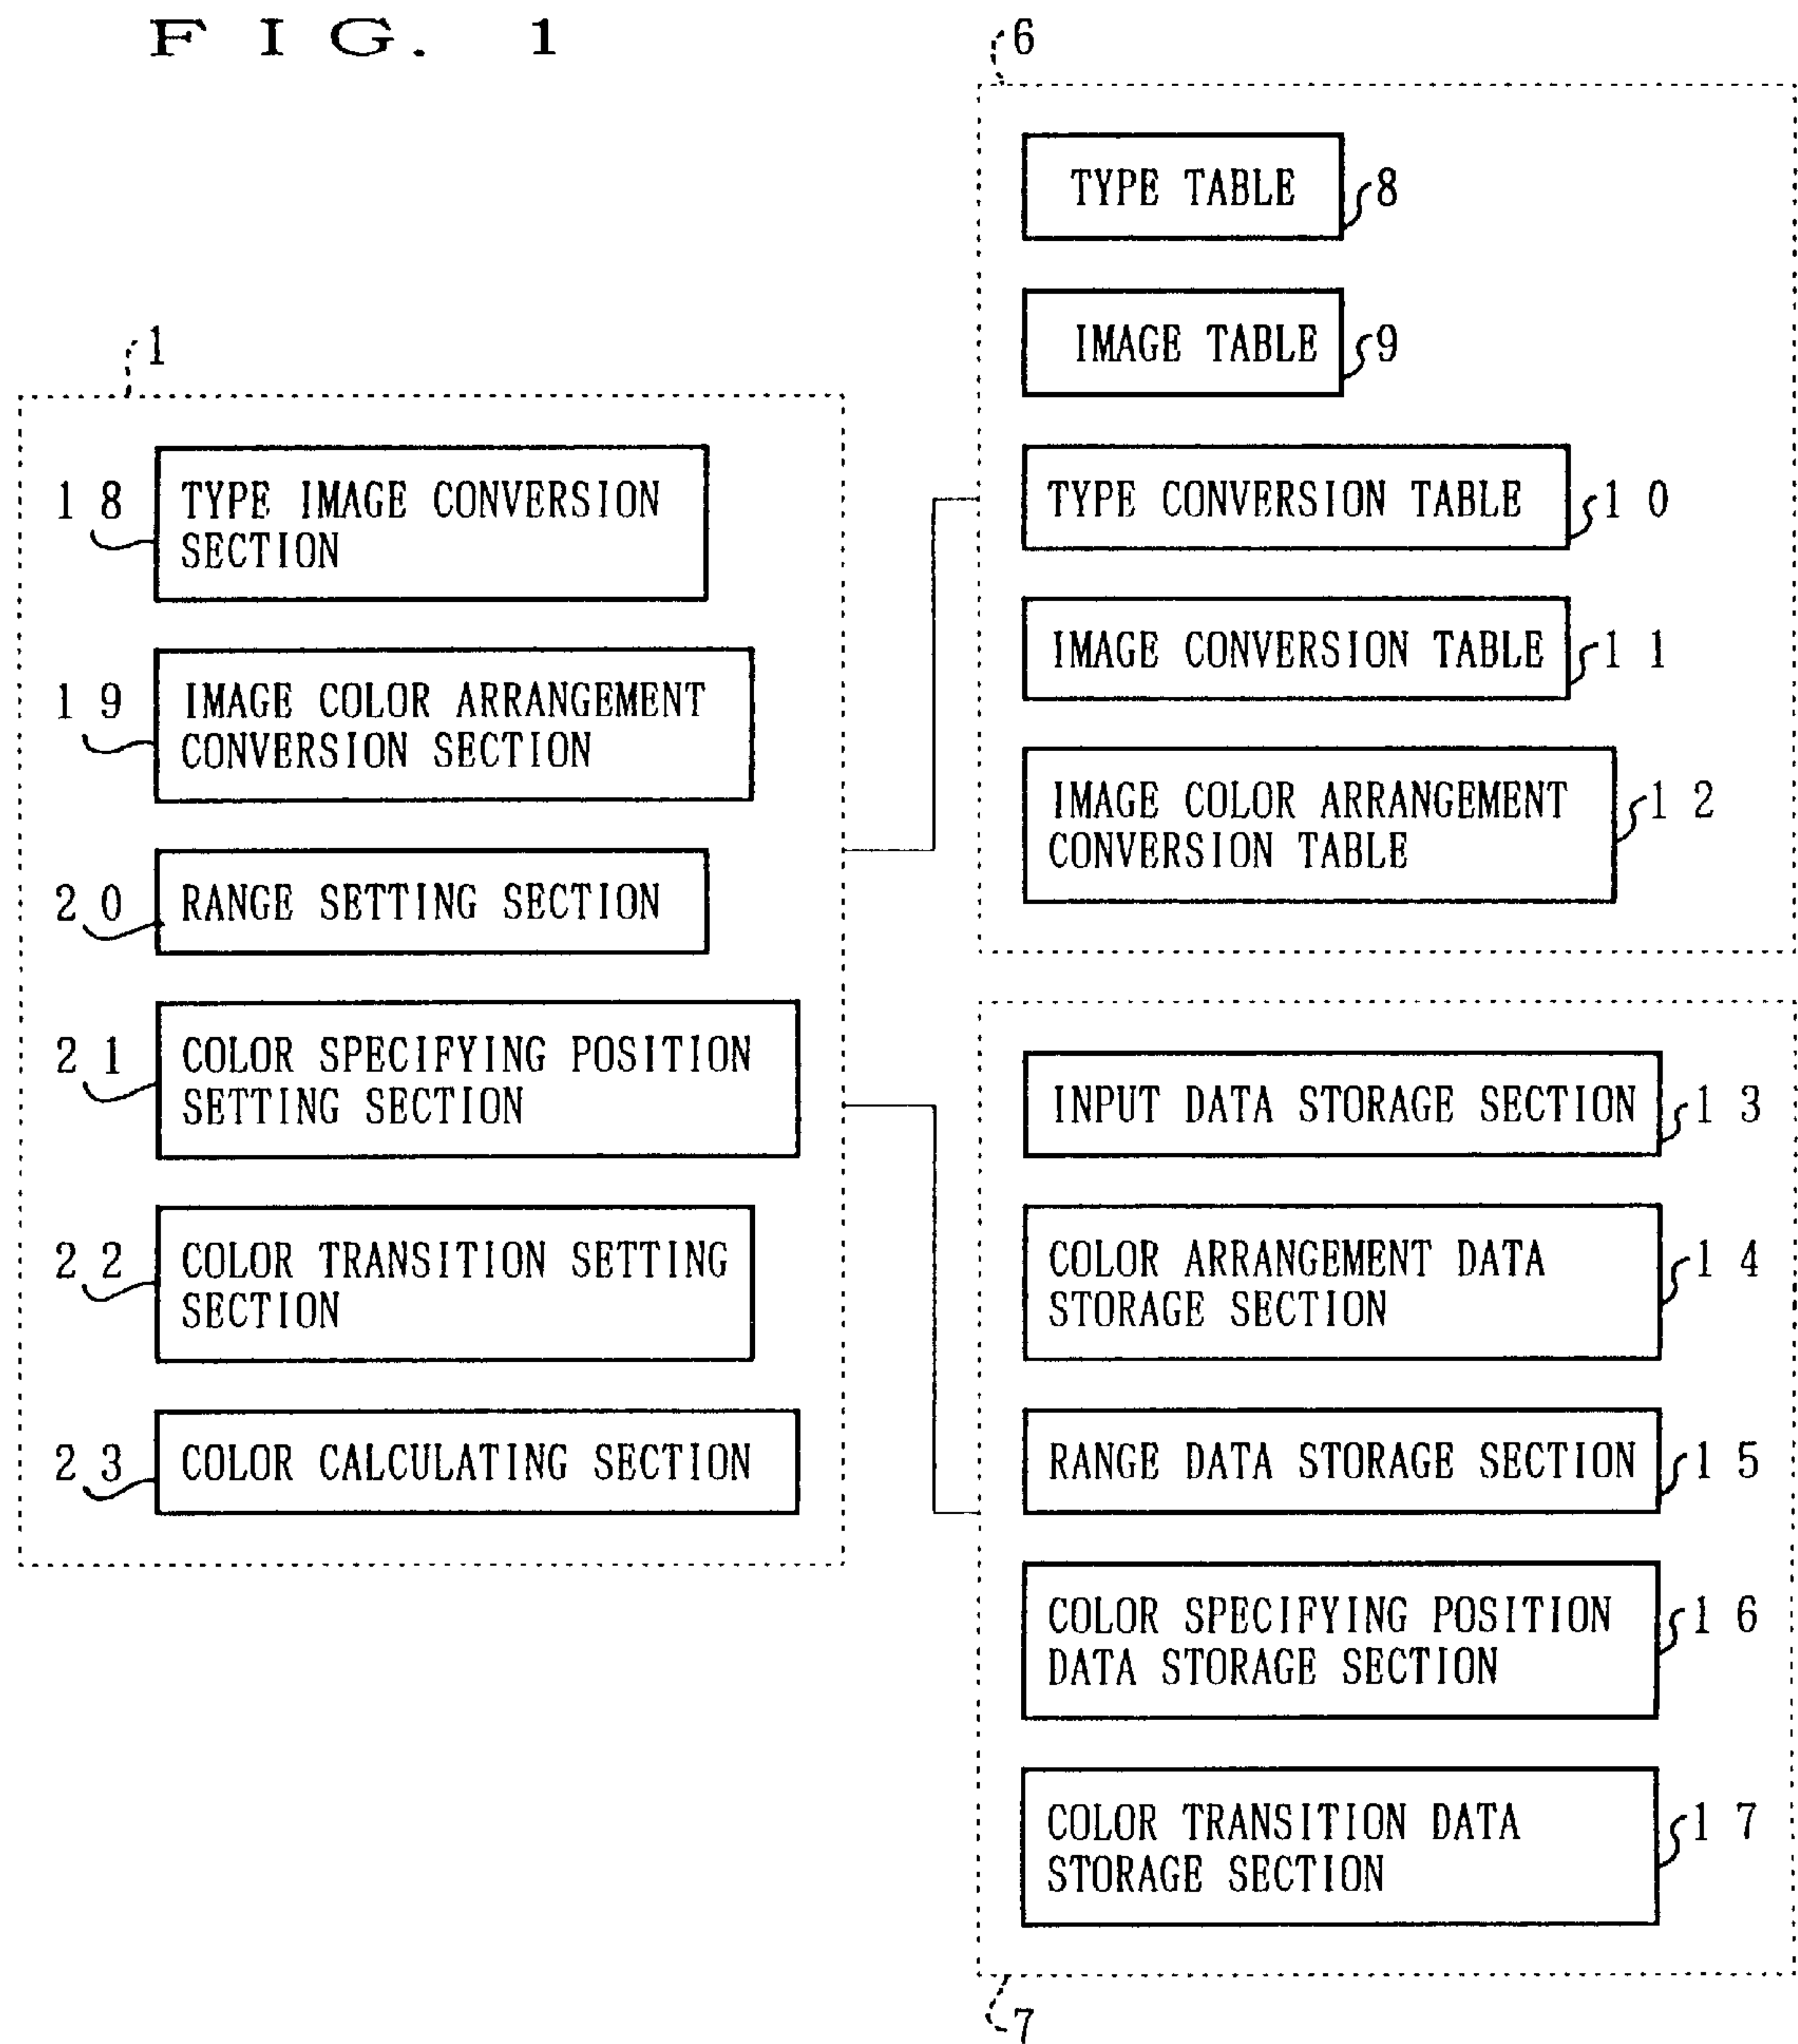 FIG. 1
1
18 TYPE IMAGE CONVERSION
SECTION
19 IMAGE COLOR ARRANGEMENT
CONVERSION SECTION
20 RANGE SETTING SECTION
21 COLOR SPECIFYING POSITION
SETTING SECTION
22 COLOR TRANSITION SETTING
SECTION
23 COLOR CALCULATING SECTION
6
TYPE TABLE 8
IMAGE TABLE 9
TYPE CONVERSION TABLE 10
IMAGE CONVERSION TABLE 11
IMAGE COLOR ARRANGEMENT
CONVERSION TABLE 12
INPUT DATA STORAGE SECTION 13
COLOR ARRANGEMENT DATA
STORAGE SECTION 14
RANGE DATA STORAGE SECTION 15
COLOR SPECIFYING POSITION
DATA STORAGE SECTION 16
COLOR TRANSITION DATA
STORAGE SECTION 17
7